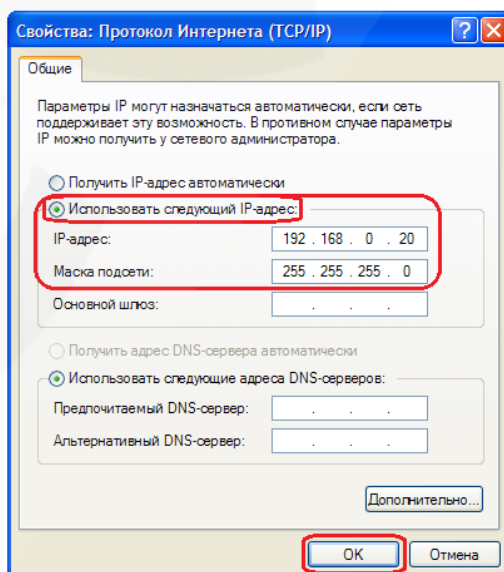 Свойства: Протокол Интернета (TCP/IP)
Общие
Параметры IP могут назначаться автоматически, если сеть
поддерживает эту возможность. В противном случае параметры
IP можно получить у сетевого администратора.
Получить IP-адрес автоматически
Использовать следующий IP-адрес:
IP-адрес: 192 . 168 . 0 . 20
Маска подсети: 255 . 255 . 255 . 0
Основной шлюз: . . .
Получить адрес DNS-сервера автоматически
Использовать следующие адреса DNS-серверов:
Предпочитаемый DNS-сервер: . . .
Альтернативный DNS-сервер: . . .
Дополнительно...
OK Отмена